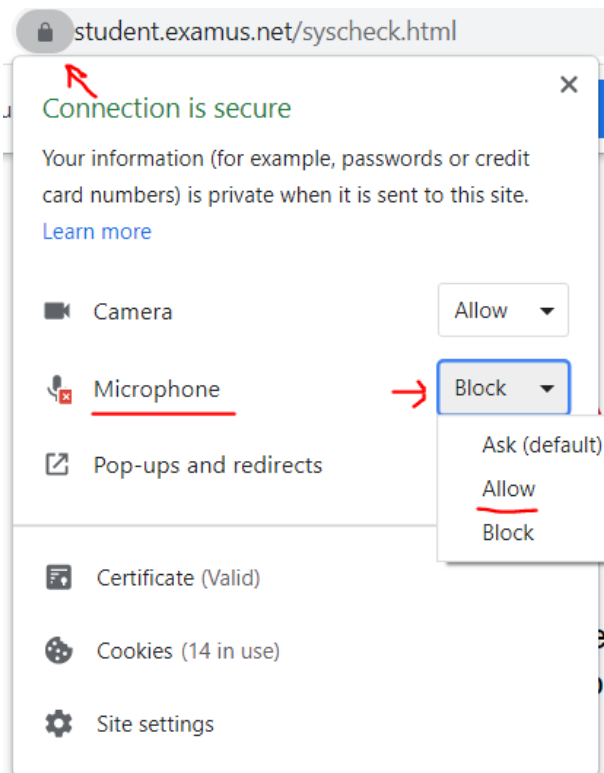 student.examus.net/syscheck.html
Connection is secure
Your information (for example, passwords or credit
card numbers) is private when it is sent to this site.
Learn more
Camera Allow
Microphone Block
Ask (default)
Pop-ups and redirects
Allow
Block
Certificate (Valid)
Cookies (14 in use)
Site settings